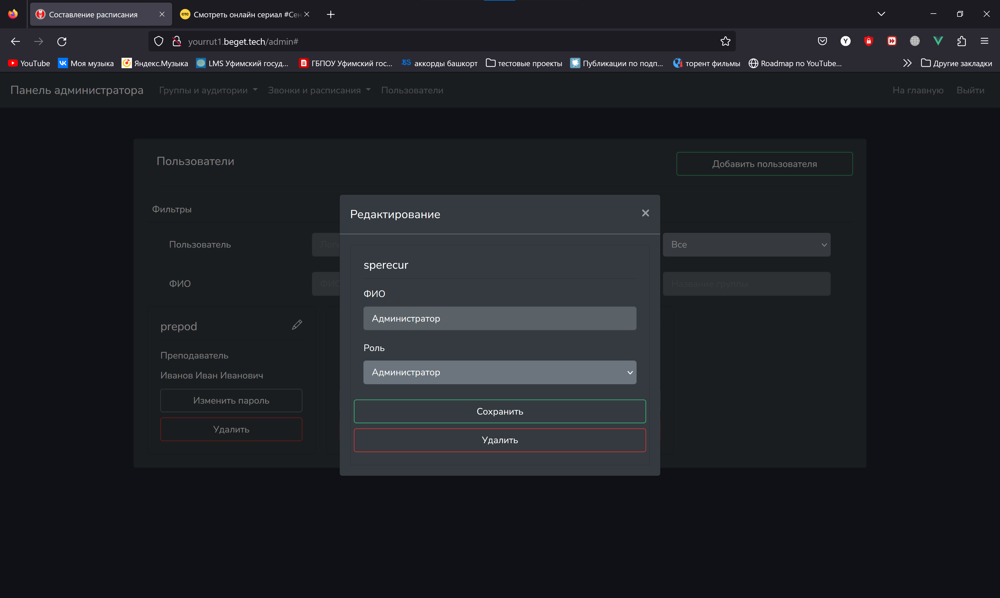 Составление расписания
Смотреть онлайн сериал #Сен
yourrut1.beget.tech/admin#
YouTube
Моя музыка
Яндекс.Музыка
LMS Уфимский госуд...
ГБПОУ Уфимский гос...
аккорды башкорт
тестовые проекты
Публикации по подп...
торент фильмы
Roadmap по YouTube...
Другие закладки
Панель администратора
Группы и аудитории
Звонки и расписания
Пользователи
На главную
Выйти
Пользователи
Добавить пользователя
Фильтры
Пользователь
Логи
Все
ФИО
ФИО
Название группы
prepod
Преподаватель
Иванов Иван Иванович
Изменить пароль
Удалить
Редактирование
sperecur
ФИО
Администратор
Роль
Администратор
Сохранить
Удалить